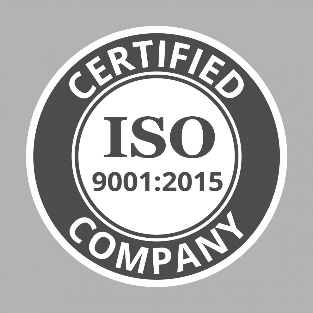 CERTIFIED
ISO
9001:2015
COMPANY